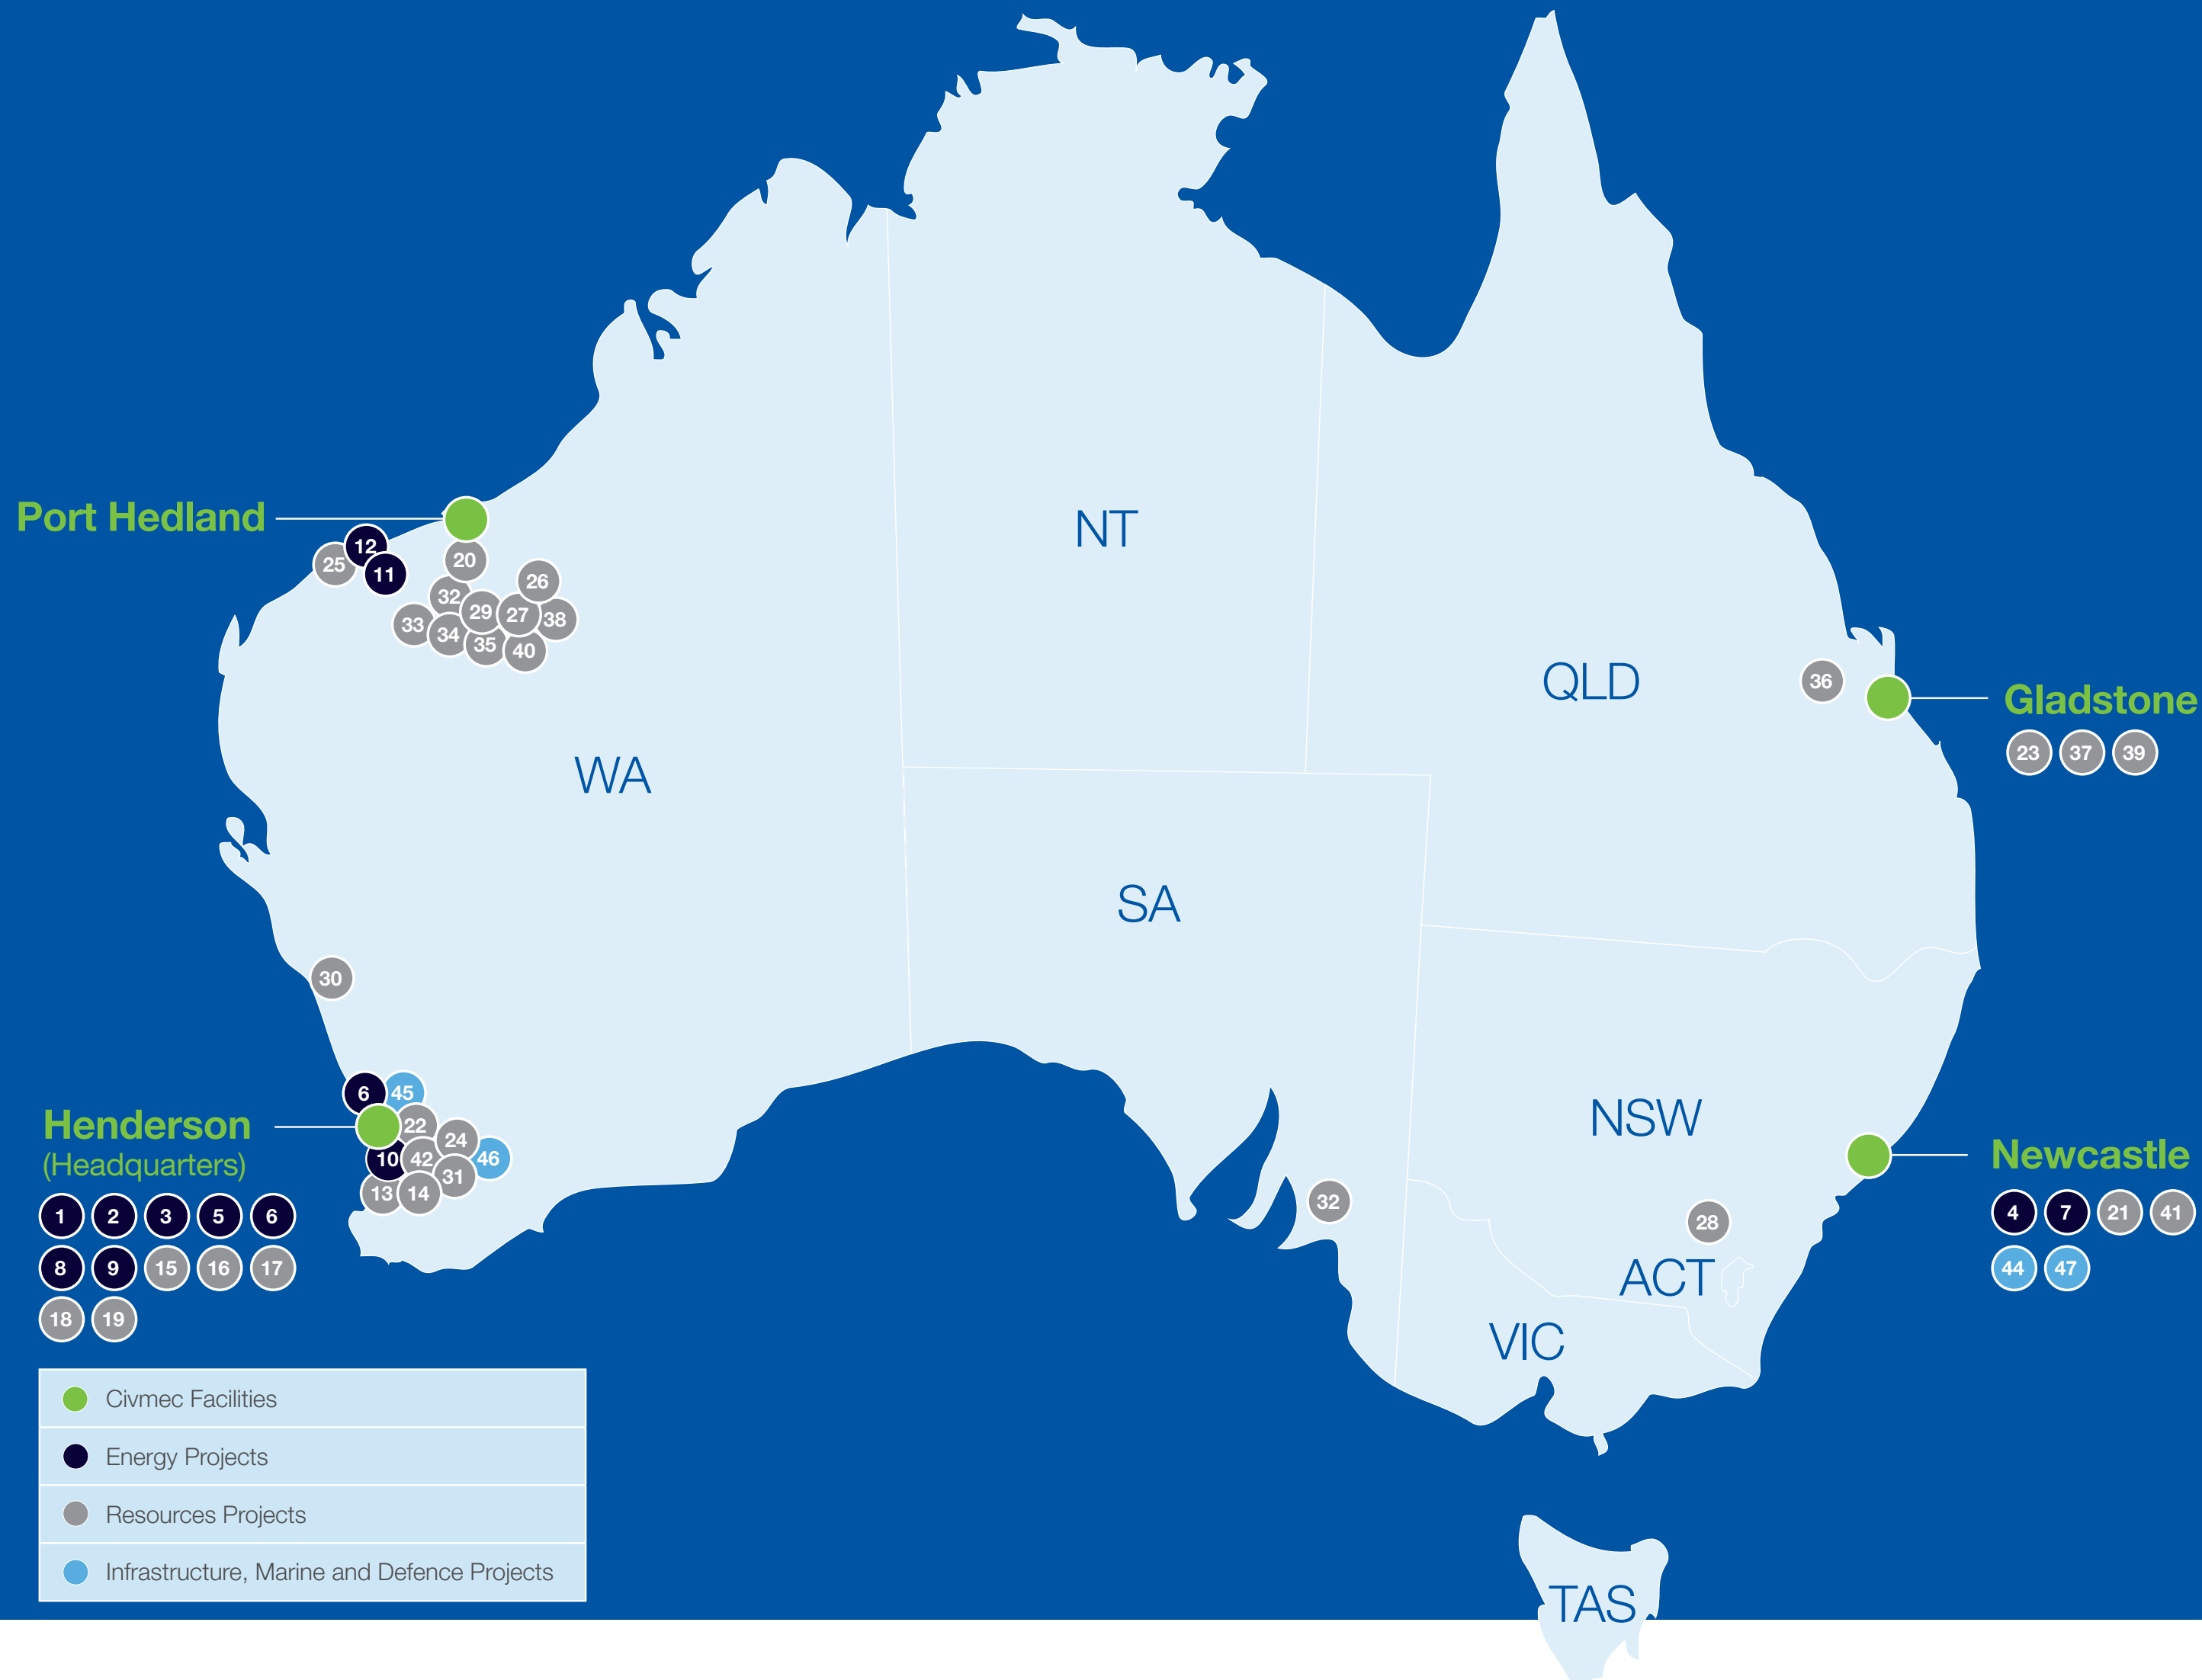 NT
Port Hedland
12
25
11
20
26
32
29
27
38
33
34
35
40
QLD
36
Gladstone
23 37 39
WA
SA
30
6 45
Henderson
(Headquarters)
22
24
10 42 46
31
13 14
1 2 3 5 6
8 9 15 16 17
18 19
NSW
Newcastle
4 7 21 41
44 47
32
28
ACT
VIC
Civmec Facilities
Energy Projects
Resources Projects
Infrastructure, Marine and Defence Projects
TAS